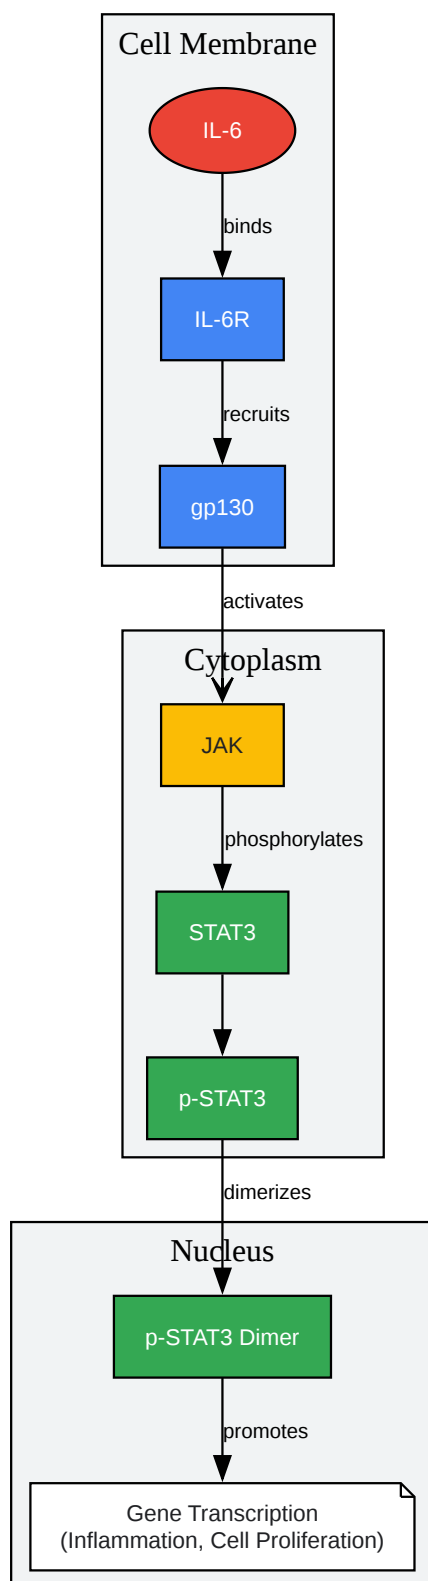 Cell Membrane
IL-6
binds
IL-6R
recruits
gp130
activates
Cytoplasm
JAK
phosphorylates
STAT3
p-STAT3
dimerizes
Nucleus
p-STAT3 Dimer
promotes
Gene Transcription
(Inflammation, Cell Proliferation)